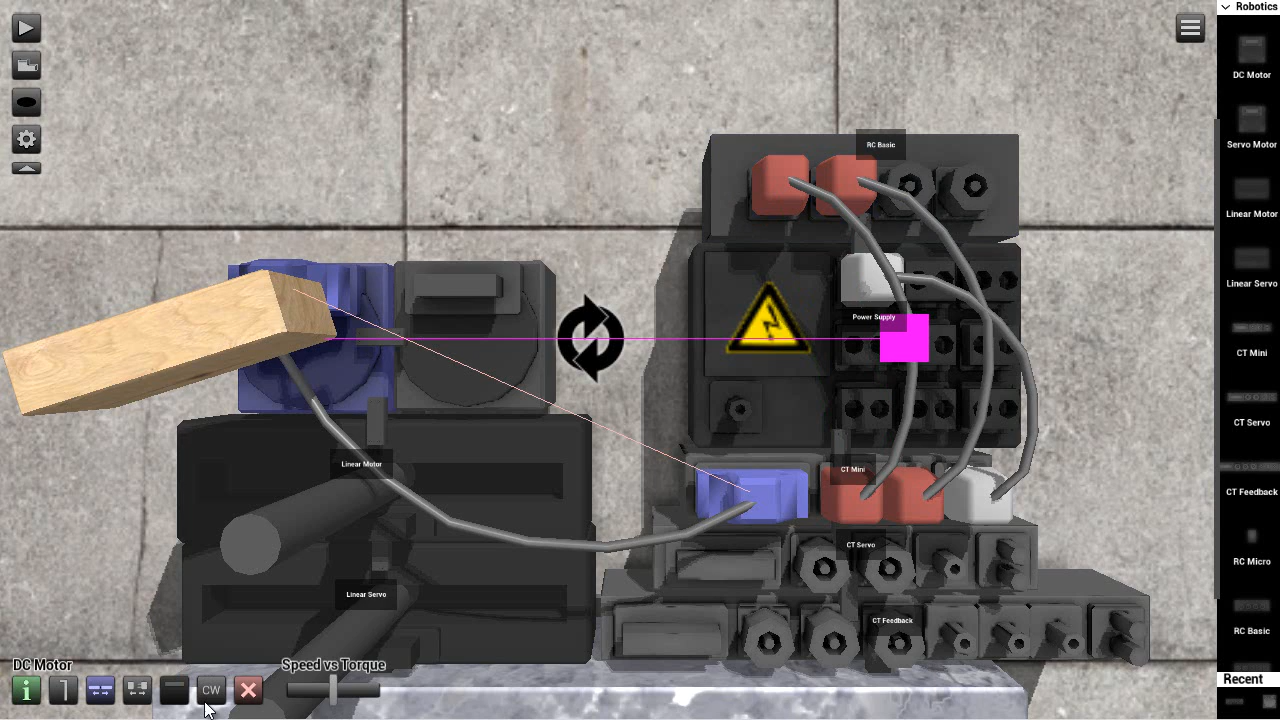 Robotics
DC Motor
Servo Motor
Linear Motor
Linear Servo
CT Mini
CT Servo
CT Feedback
RC Micro
RC Basic
Recent
RC Basic
Power Supply
Linear Motor
CT Mini
CT Servo
Linear Servo
CT Feedback
DC Motor
Speed vs Torque
i
CW